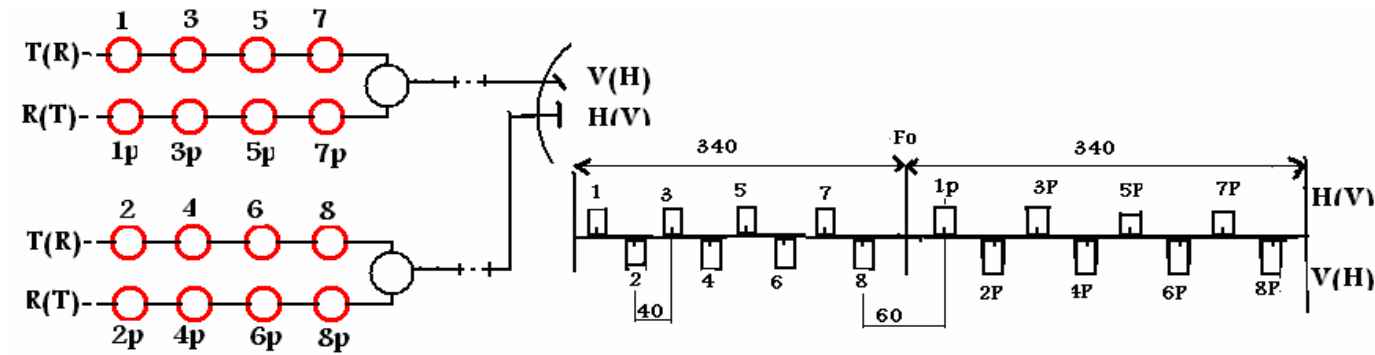 1 3 5 7
T(R)-
R(T)-
1p 3p 5p 7p
V(H)
H(V)
2 4 6 8
T(R)-
R(T)-
2p 4p 6p 8p
Fo
340 340
1 3 5 7 1p 3P 5P 7P
H(V)
2 4 6 8 2P 4P 6P 8P
V(H)
40 60